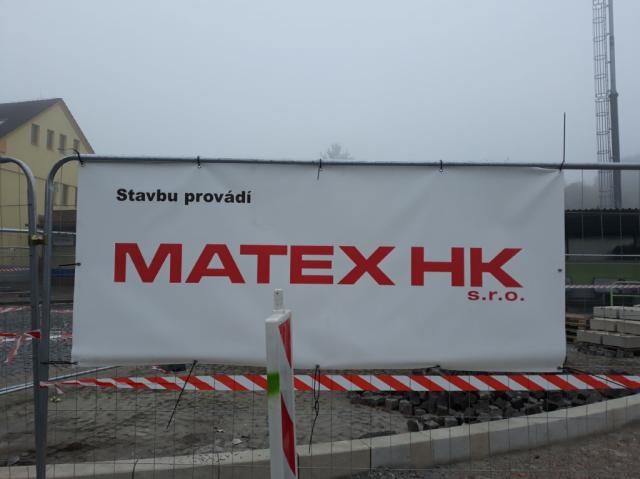 Stavbu provádí
MATEX HK
s.r.o.